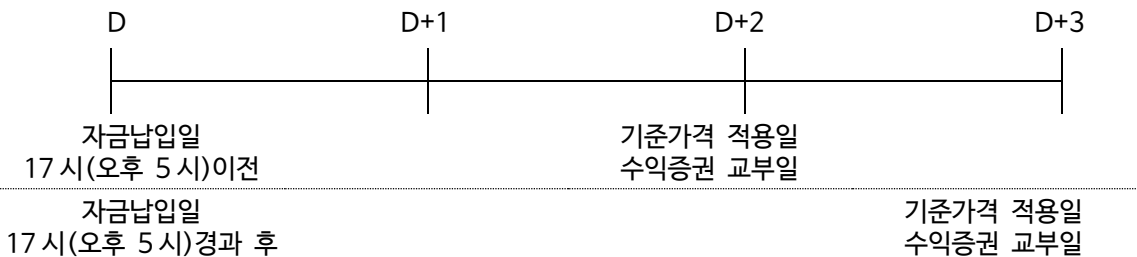 D D+1 D+2 D+3
자금납입일 기준가격 적용일
17시(오후 5시)이전 수익증권 교부일
자금납입일 기준가격 적용일
17시(오후 5시)경과 후 수익증권 교부일